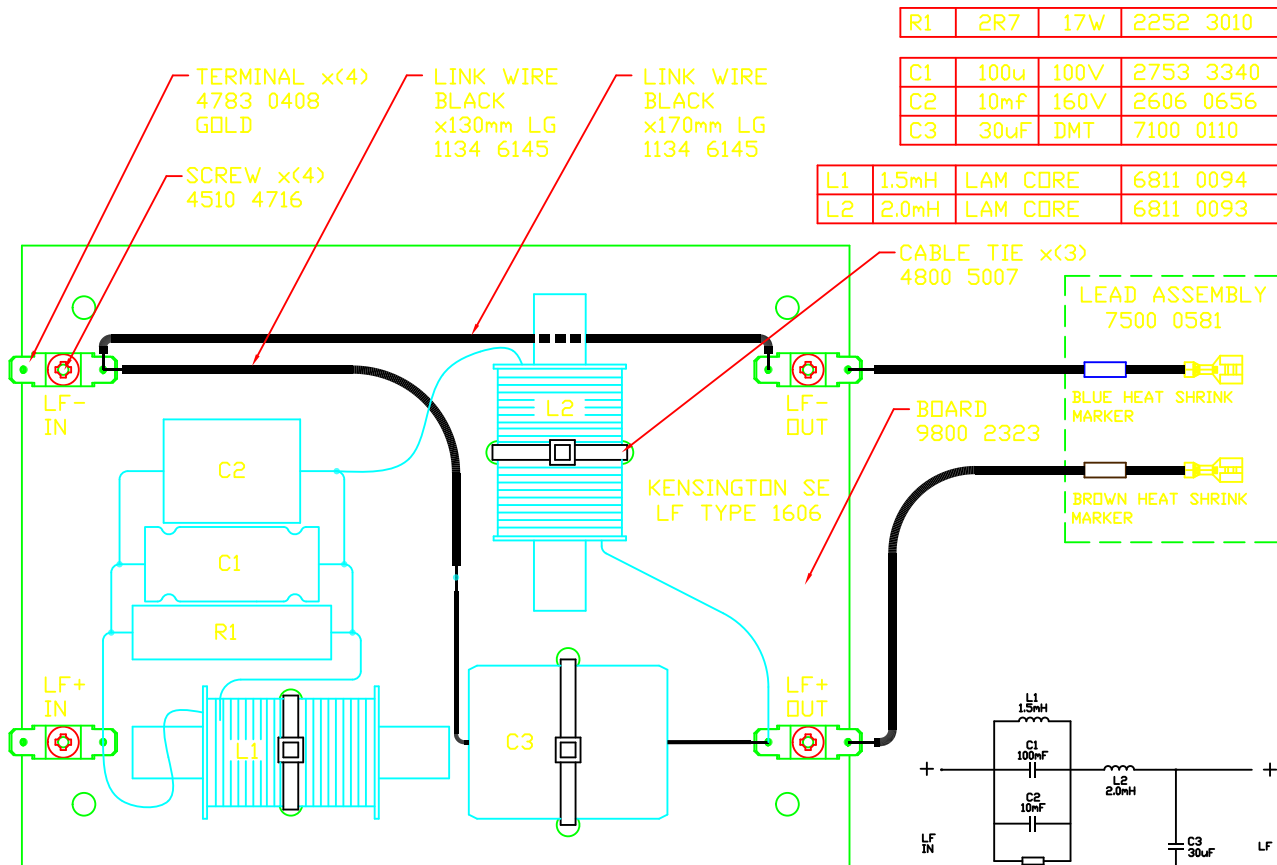 R1 2R7 17W 2252 3010
C1 100u 100V 2753 3340
C2 10mf 160V 2606 0656
C3 30uF DMT 7100 0110
L1 1.5mH LAM CORE 6811 0094
L2 2.0mH LAM CORE 6811 0093
TERMINAL x(4)
4783 0408
GOLD
LINK WIRE
BLACK
x130mm LG
1134 6145
LINK WIRE
BLACK
x170mm LG
1134 6145
SCREW x(4)
4510 4716
CABLE TIE x(3)
4800 5007
LEAD ASSEMBLY
7500 0581
LF-
IN
L2
LF-
OUT
BLUE HEAT SHRINK
MARKER
BOARD
9800 2323
C2
KENSINGTON SE
LF TYPE 1606
BROWN HEAT SHRINK
MARKER
C1
R1
LF+
IN
LF+
OUT
L1
C3
L1
1.5mH
C1
100mF
+
+
L2
2.0mH
C2
10mF
LF
IN
C3
30uF
LF